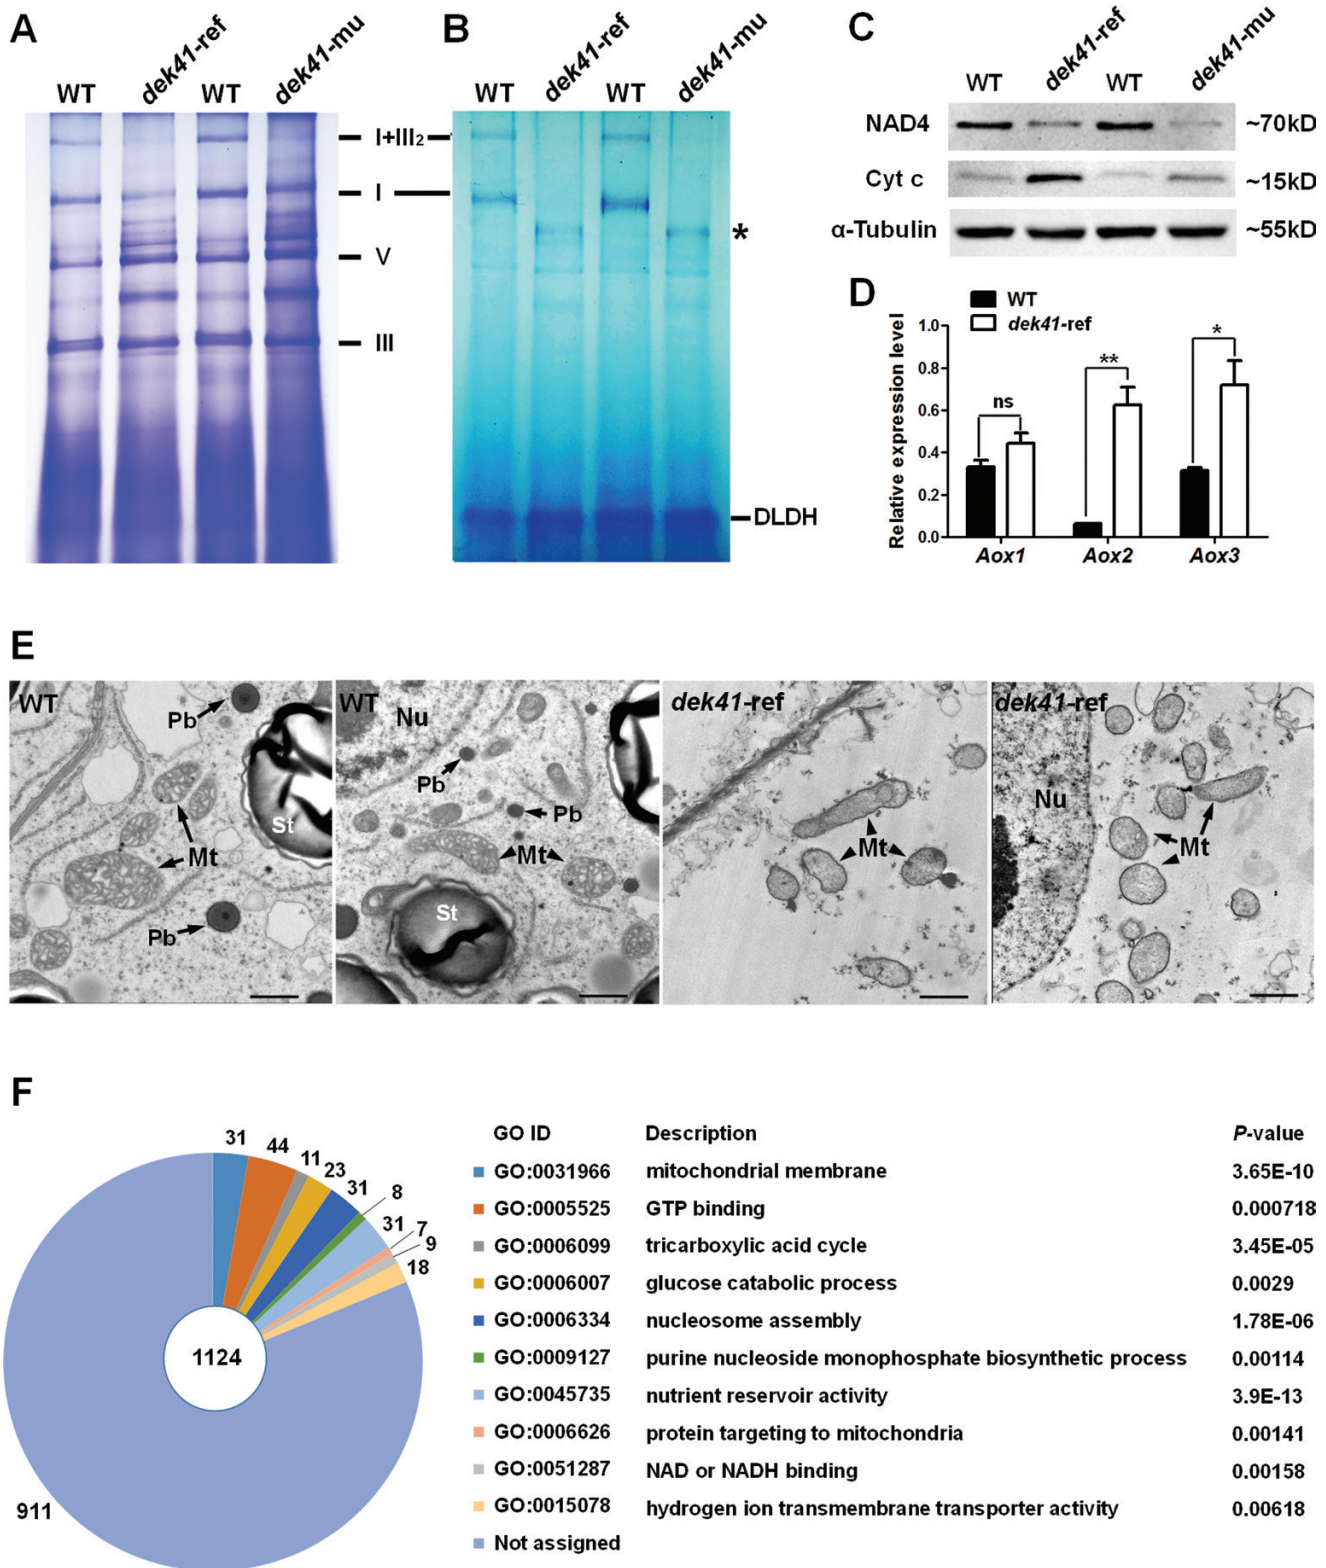 A
WT
dek41-ref
WT
dek41-mu
I+III2
I
V
III
B
WT
dek41-ref
WT
dek41-mu
*
DLDH
C
WT
dek41-ref
WT
dek41-mu
NAD4
~70kD
Cyt c
~15kD
α-Tubulin
~55kD
D
WT
dek41-ref
Relative expression level
1.0
0.8
0.6
0.4
0.2
0.0
ns
**
*
Aox1
Aox2
Aox3
E
WT
Pb
St
Mt
Pb
WT
Nu
Pb
Pb
Mt
St
dek41-ref
Mt
dek41-ref
Nu
Mt
F
31
44
11
23
31
8
31
7
9
18
1124
911
GO ID Description P-value
GO:0031966 mitochondrial membrane 3.65E-10
GO:0005525 GTP binding 0.000718
GO:0006099 tricarboxylic acid cycle 3.45E-05
GO:0006007 glucose catabolic process 0.0029
GO:0006334 nucleosome assembly 1.78E-06
GO:0009127 purine nucleoside monophosphate biosynthetic process 0.00114
GO:0045735 nutrient reservoir activity 3.9E-13
GO:0006626 protein targeting to mitochondria 0.00141
GO:0051287 NAD or NADH binding 0.00158
GO:0015078 hydrogen ion transmembrane transporter activity 0.00618
Not assigned